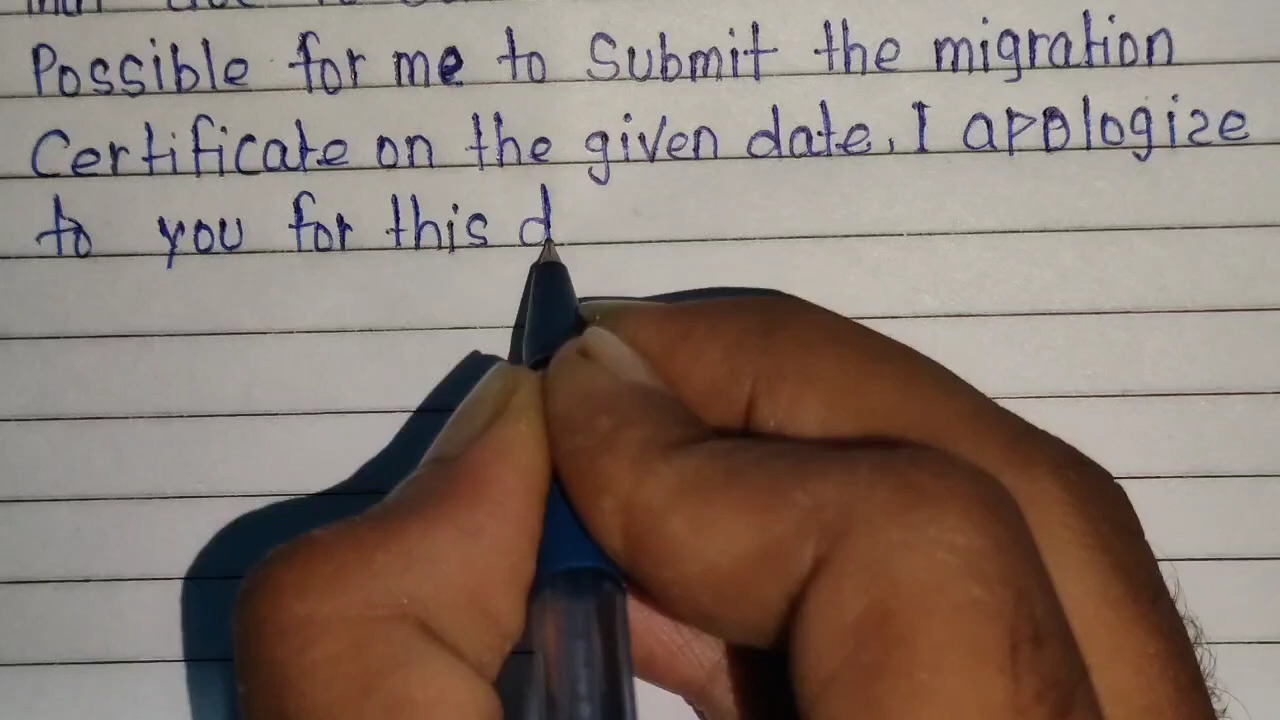 Possible for me to Submit the migration
Certificate on the given date, I apologize
to you for this d